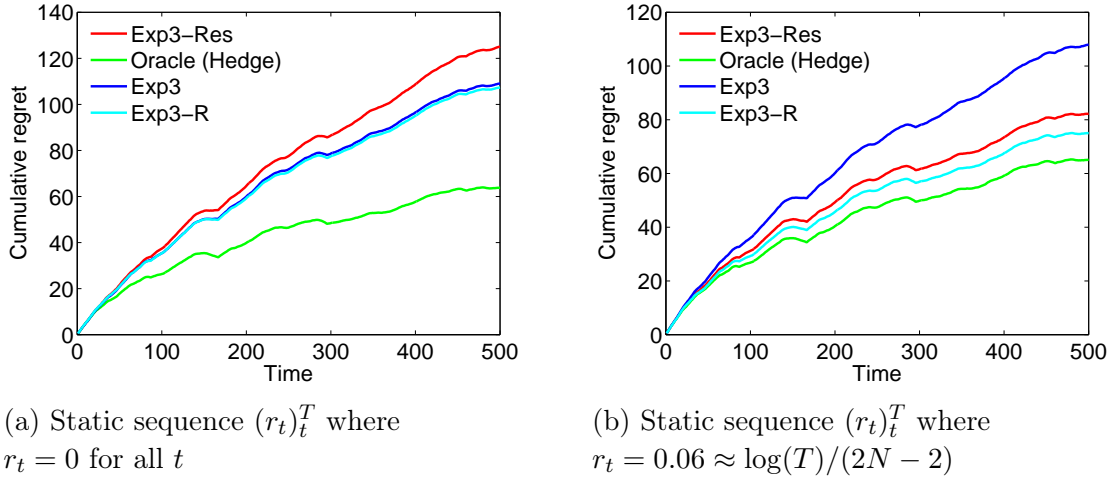 140
120
100
80
60
40
20
0
Cumulative regret
Exp3−Res
Oracle (Hedge)
Exp3
Exp3−R
0 100 200 300 400 500
Time
(a) Static sequence (r_t)_t^T where
r_t = 0 for all t
120
100
80
60
40
20
0
Cumulative regret
Exp3−Res
Oracle (Hedge)
Exp3
Exp3−R
0 100 200 300 400 500
Time
(b) Static sequence (r_t)_t^T where
r_t = 0.06 ≈ log(T)/(2N − 2)